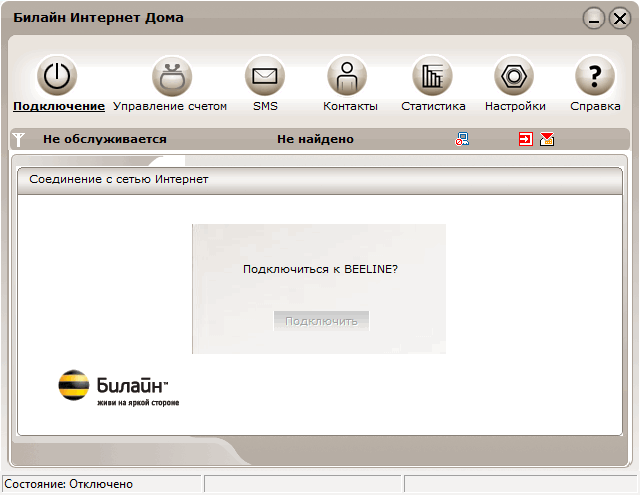 Билайн Интернет Дома
Подключение Управление счетом SMS Контакты Статистика Настройки Справка
Не обслуживается Не найдено
Соединение с сетью Интернет
Подключиться к BEELINE?
Подключить
Билайн™
живи на яркой стороне
Состояние: Отключено